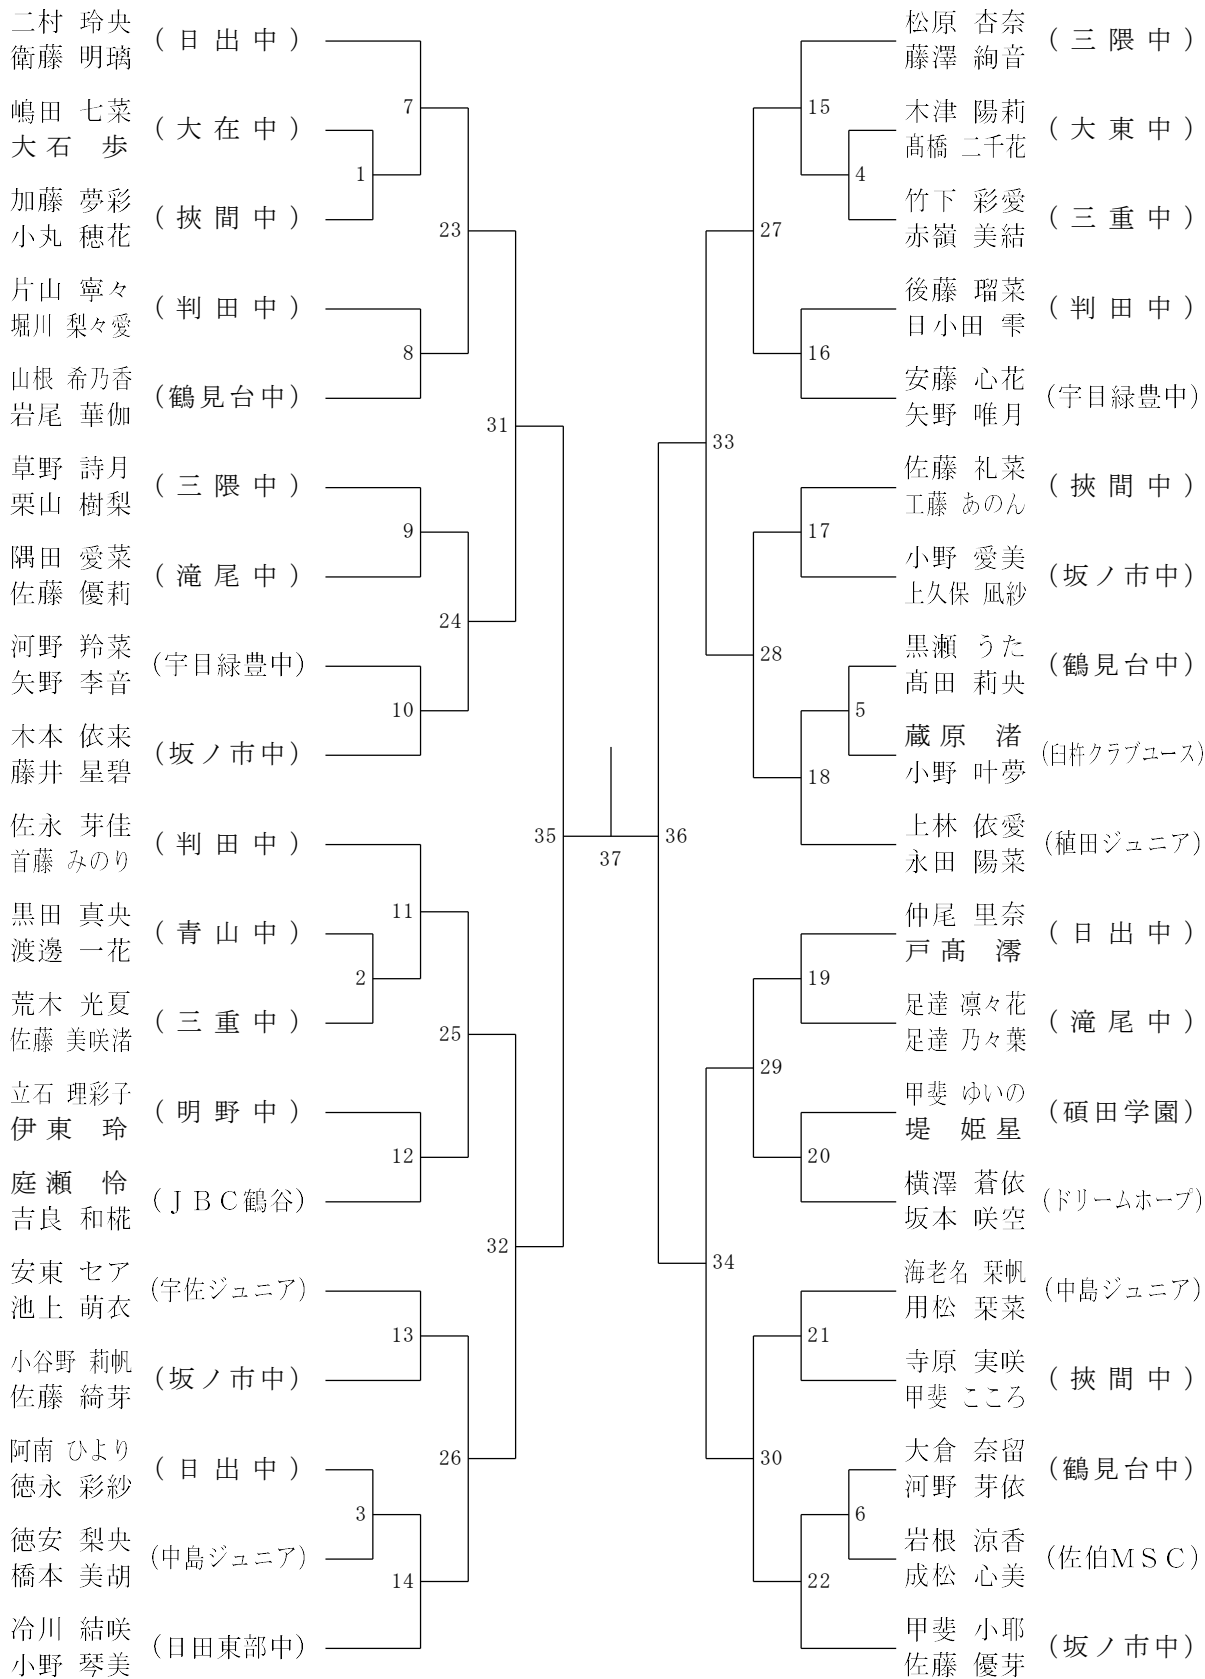 二村 玲央
衛藤 明璃
(日出中)
嶋田 七菜
大石 歩
(大在中)
加藤 夢彩
小丸 穂花
(挾間中)
片山 寧々
堀川 梨々愛
(判田中)
山根 希乃香
岩尾 華伽
(鶴見台中)
草野 詩月
栗山 樹梨
(三隈中)
隅田 愛菜
佐藤 優莉
(滝尾中)
河野 羚菜
矢野 李音
(宇目緑豊中)
木本 依来
藤井 星碧
(坂ノ市中)
佐永 芽佳
首藤 みのり
(判田中)
黒田 真央
渡邊 一花
(青山中)
荒木 光夏
佐藤 美咲渚
(三重中)
立石 理彩子
伊東 玲
(明野中)
庭瀬 怜
吉良 和椛
(JBC鶴谷)
安東 セア
池上 萌衣
(宇佐ジュニア)
小谷野 莉帆
佐藤 綺芽
(坂ノ市中)
阿南 ひより
徳永 彩紗
(日出中)
徳安 梨央
橋本 美胡
(中島ジュニア)
冷川 結咲
小野 琴美
(日田東部中)
1
2
3
7
8
9
10
11
12
13
14
23
24
25
26
31
32
35
37
36
33
34
27
28
29
30
15
16
17
18
19
20
21
22
4
5
6
松原 杏奈
藤澤 絢音
(三隈中)
木津 陽莉
髙橋 二千花
(大東中)
竹下 彩愛
赤嶺 美結
(三重中)
後藤 瑠菜
日小田 雫
(判田中)
安藤 心花
矢野 唯月
(宇目緑豊中)
佐藤 礼菜
工藤 あのん
(挾間中)
小野 愛美
上久保 凪紗
(坂ノ市中)
黒瀬 うた
髙田 莉央
(鶴見台中)
蔵原 渚
小野 叶夢
(臼杵クラブユース)
上林 依愛
永田 陽菜
(稙田ジュニア)
仲尾 里奈
戸髙 澪
(日出中)
足達 凛々花
足達 乃々葉
(滝尾中)
甲斐 ゆいの
堤 姫星
(碩田学園)
横澤 蒼依
坂本 咲空
(ドリームホープ)
海老名 栞帆
用松 栞菜
(中島ジュニア)
寺原 実咲
甲斐 こころ
(挾間中)
大倉 奈留
河野 芽依
(鶴見台中)
岩根 涼香
成松 心美
(佐伯MSC)
甲斐 小耶
佐藤 優芽
(坂ノ市中)